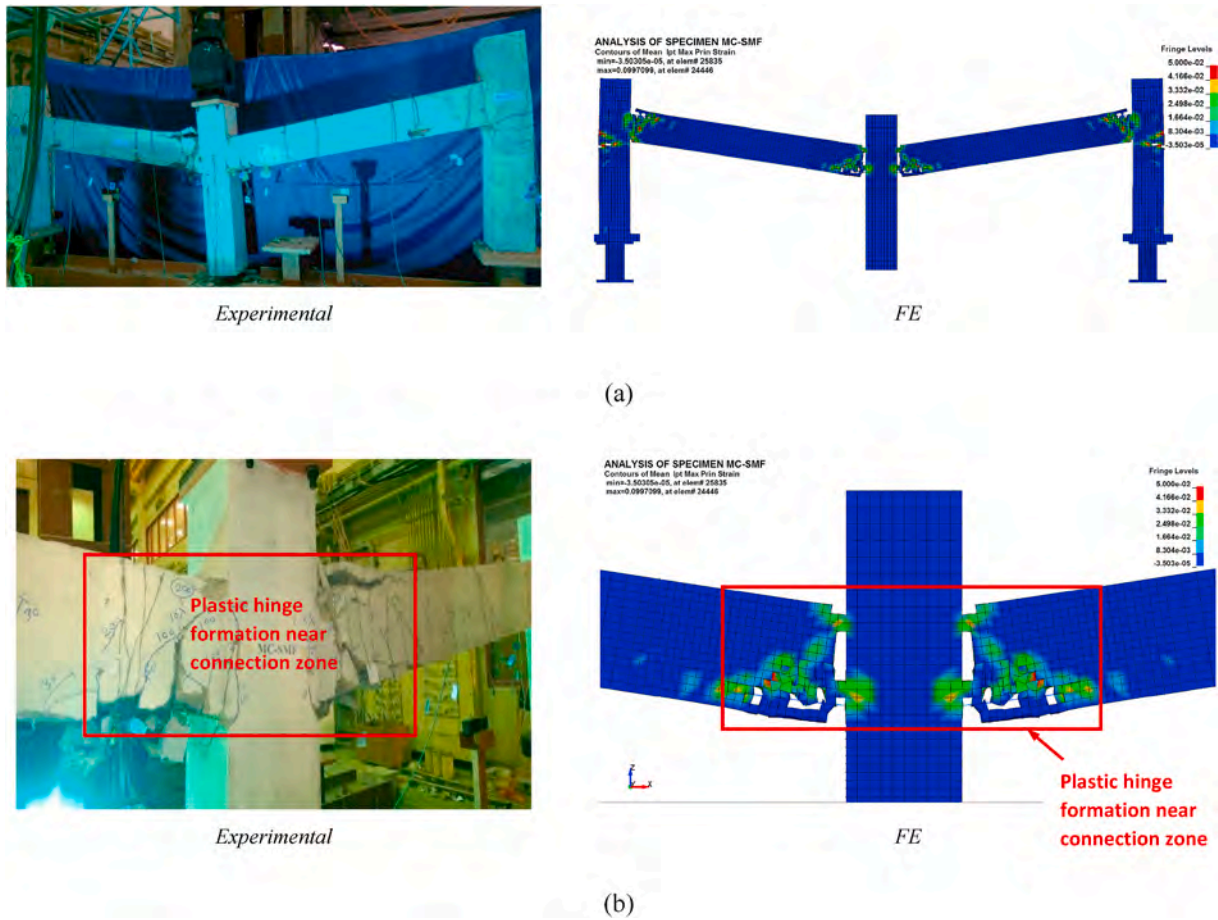 ANALYSIS OF SPECIMEN MC-SMF
Contours of Mean Ipt Max Prin Strain
min=-3.50305e-05, at elem# 25835
max=0.0997099, at elem# 24446
Fringe Levels
5.000e-02
4.166e-02
3.332e-02
2.498e-02
1.664e-02
8.304e-03
-3.503e-05
Experimental
FE
(a)
Plastic hinge
formation near
connection zone
MC-SMF
200
ANALYSIS OF SPECIMEN MC-SMF
Contours of Mean Ipt Max Prin Strain
min=-3.50305e-05, at elem# 25835
max=0.0997099, at elem# 24446
Fringe Levels
5.000e-02
4.166e-02
3.332e-02
2.498e-02
1.664e-02
8.304e-03
-3.503e-05
Z
X
Plastic hinge
formation near
connection zone
Experimental
FE
(b)